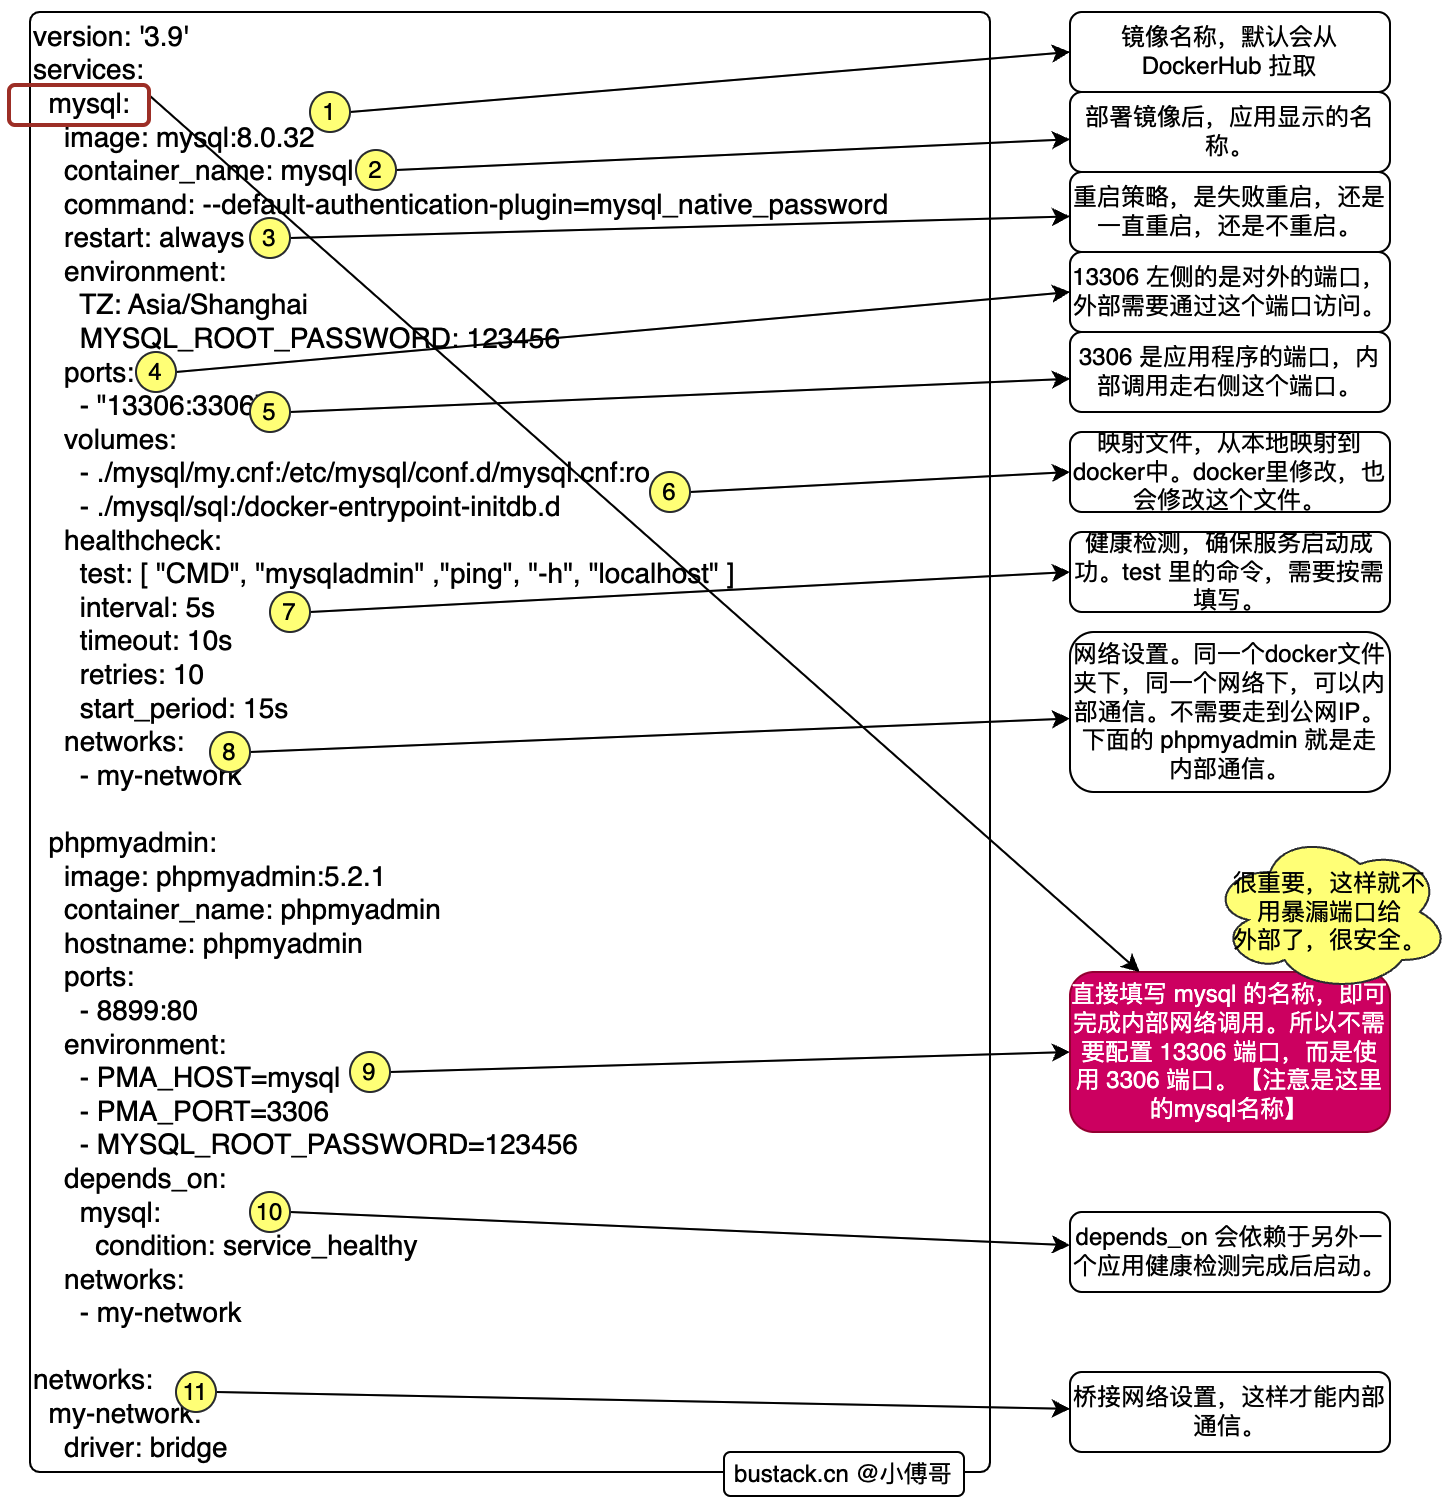 version: '3.9'
services:
mysql:
image: mysql:8.0.32
container_name: mysql
command: --default-authentication-plugin=mysql_native_password
restart: always
environment:
TZ: Asia/Shanghai
MYSQL_ROOT_PASSWORD: 123456
ports:
- "13306:3306"
volumes:
- ./mysql/my.cnf:/etc/mysql/conf.d/mysql.cnf:ro
- ./mysql/sql:/docker-entrypoint-initdb.d
healthcheck:
test: [ "CMD", "mysqladmin" ,"ping", "-h", "localhost" ]
interval: 5s
timeout: 10s
retries: 10
start_period: 15s
networks:
- my-network
phpmyadmin:
image: phpmyadmin:5.2.1
container_name: phpmyadmin
hostname: phpmyadmin
ports:
- 8899:80
environment:
- PMA_HOST=mysql
- PMA_PORT=3306
- MYSQL_ROOT_PASSWORD=123456
depends_on:
mysql:
condition: service_healthy
networks:
- my-network
networks:
my-network:
driver: bridge
1
2
3
4
5
6
7
8
9
10
11
镜像名称，默认会从
DockerHub 拉取
部署镜像后，应用显示的名
称。
重启策略，是失败重启，还是
一直重启，还是不重启。
13306 左侧的是对外的端口，
外部需要通过这个端口访问。
3306 是应用程序的端口，内
部调用走右侧这个端口。
映射文件，从本地映射到
docker中。docker里修改，也
会修改这个文件。
健康检测，确保服务启动成
功。test 里的命令，需要按需
填写。
网络设置。同一个docker文件
夹下，同一个网络下，可以内
部通信。不需要走到公网IP。
下面的 phpmyadmin 就是走
内部通信。
很重要，这样就不
用暴漏端口给
外部了，很安全。
直接填写 mysql 的名称，即可
完成内部网络调用。所以不需
要配置 13306 端口，而是使
用 3306 端口。【注意是这里
的mysql名称】
depends_on 会依赖于另外一
个应用健康检测完成后启动。
桥接网络设置，这样才能内部
通信。
bustack.cn @小傅哥